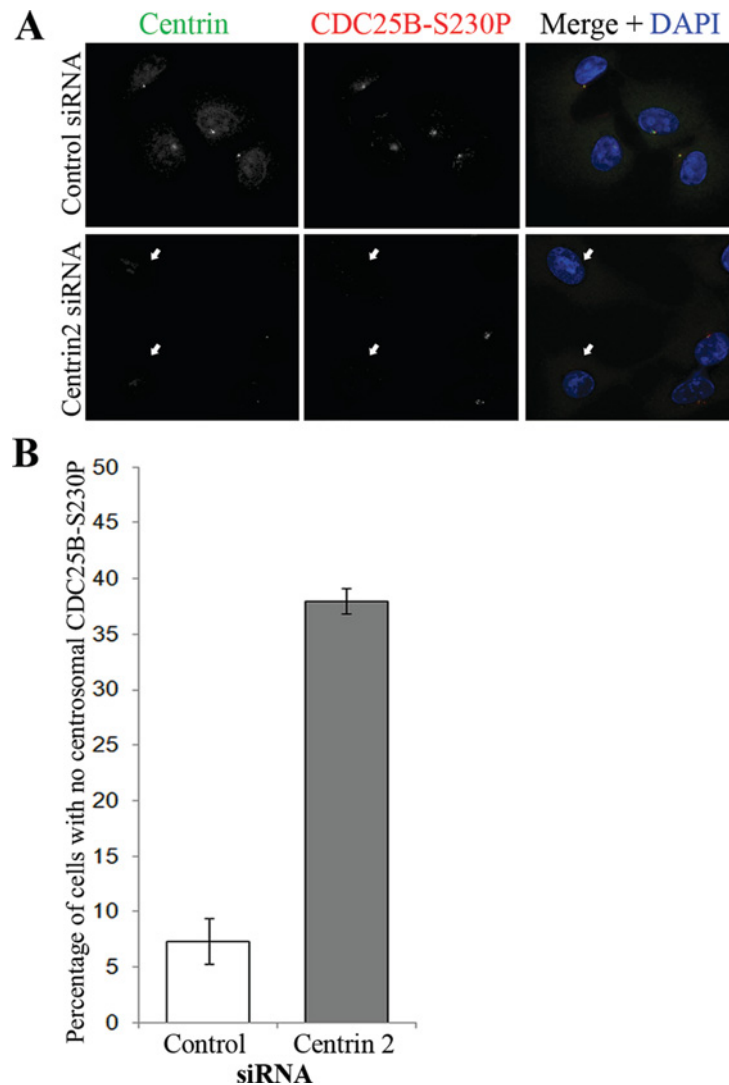 A
Centrin
CDC25B-S230P
Merge + DAPI
Control siRNA
Centrin2 siRNA
B
Percentage of cells with no centrosomal CDC25B-S230P
50
45
40
35
30
25
20
15
10
5
0
Control
Centrin 2
siRNA